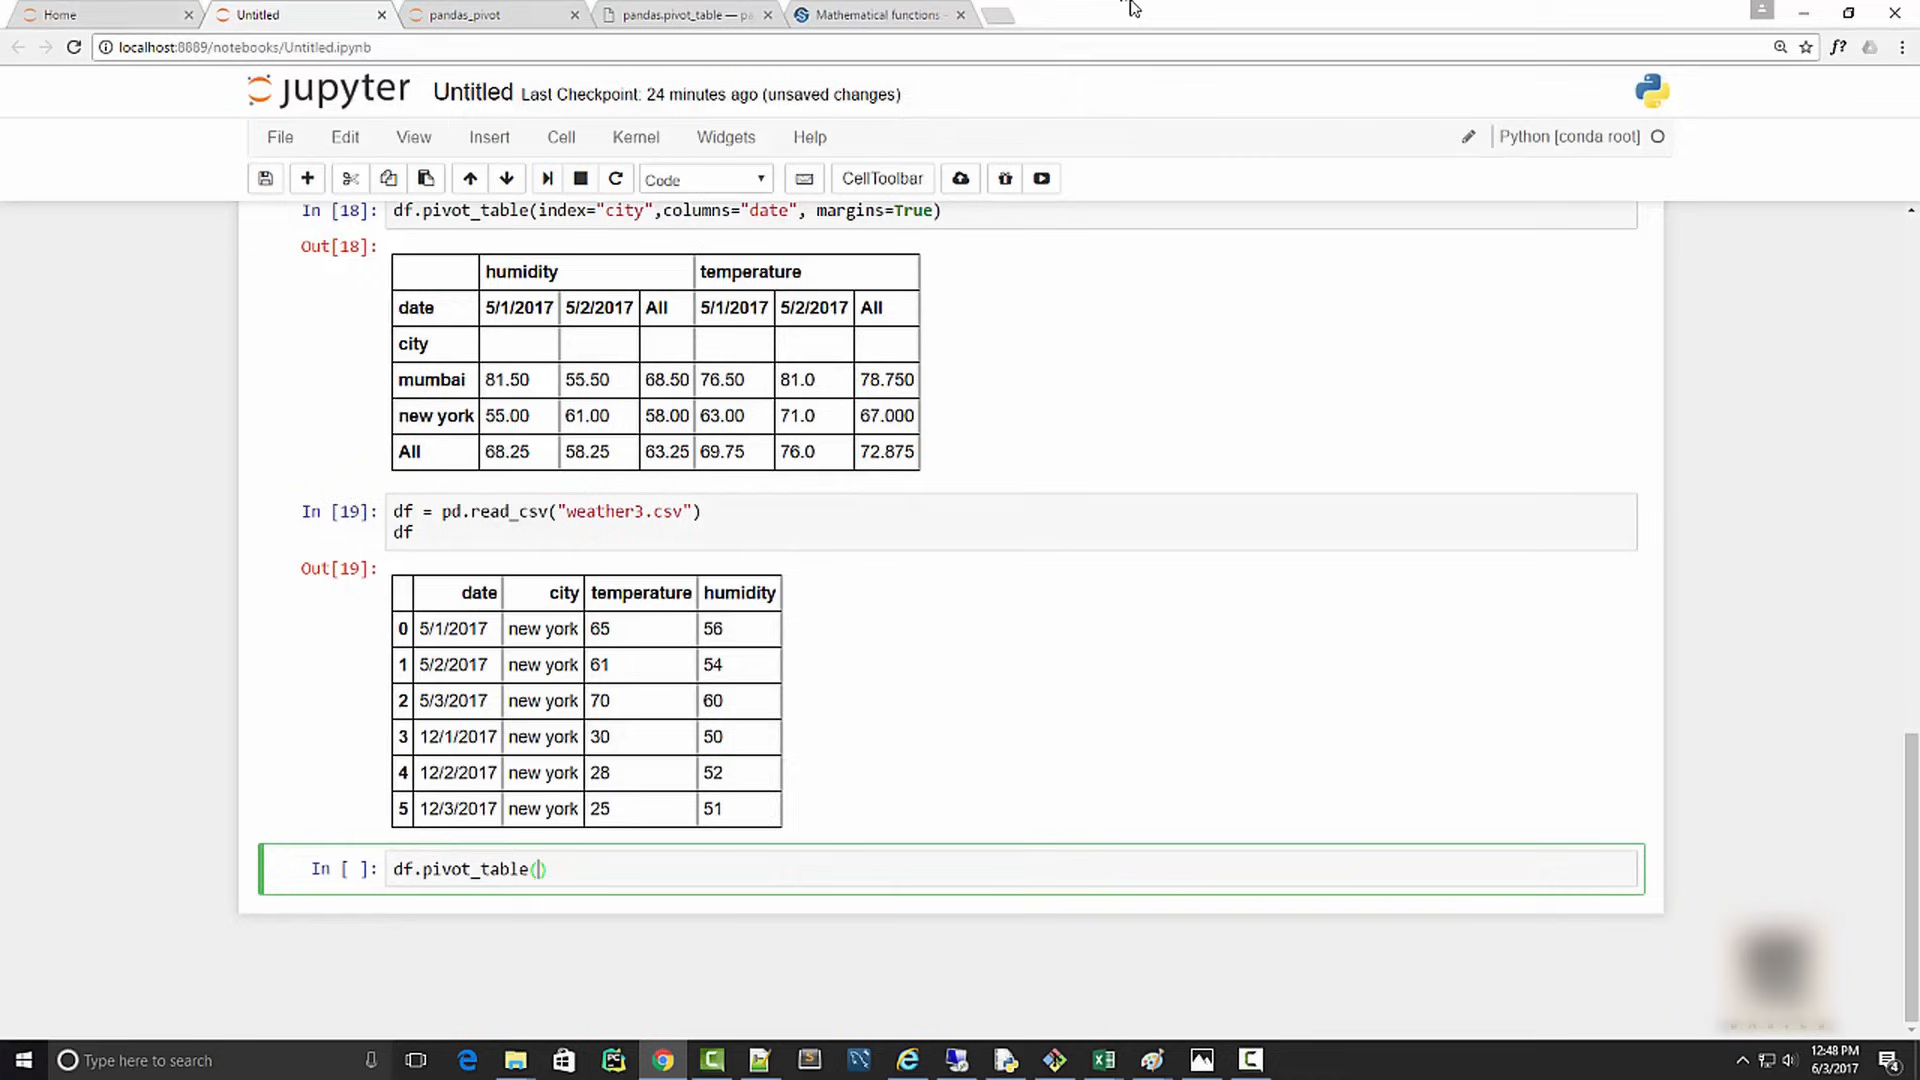 Home
Untitled
pandas_pivot
pandas.pivot_table — pa
Mathematical functions -
localhost:8889/notebooks/Untitled.ipynb
f?
jupyter Untitled Last Checkpoint: 24 minutes ago (unsaved changes)
File Edit View Insert Cell Kernel Widgets Help
Python [conda root]
Code CellToolbar
In [18]: df.pivot_table(index="city",columns="date", margins=True)
Out[18]:
humidity temperature
date 5/1/2017 5/2/2017 All 5/1/2017 5/2/2017 All
city
mumbai 81.50 55.50 68.50 76.50 81.0 78.750
new york 55.00 61.00 58.00 63.00 71.0 67.000
All 68.25 58.25 63.25 69.75 76.0 72.875
In [19]: df = pd.read_csv("weather3.csv")
df
Out[19]:
date city temperature humidity
0 5/1/2017 new york 65 56
1 5/2/2017 new york 61 54
2 5/3/2017 new york 70 60
3 12/1/2017 new york 30 50
4 12/2/2017 new york 28 52
5 12/3/2017 new york 25 51
In [ ]: df.pivot_table()
Type here to search
12:48 PM
6/3/2017
4